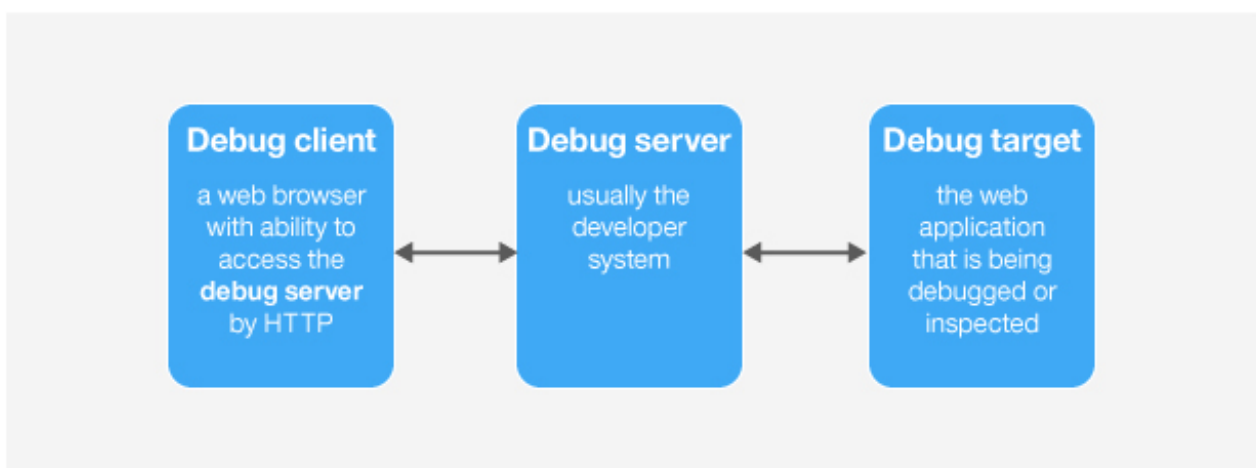 Debug client
a web browser
with ability to
access the
debug server
by HTTP
Debug server
usually the
developer
system
Debug target
the web
application
that is being
debugged or
inspected